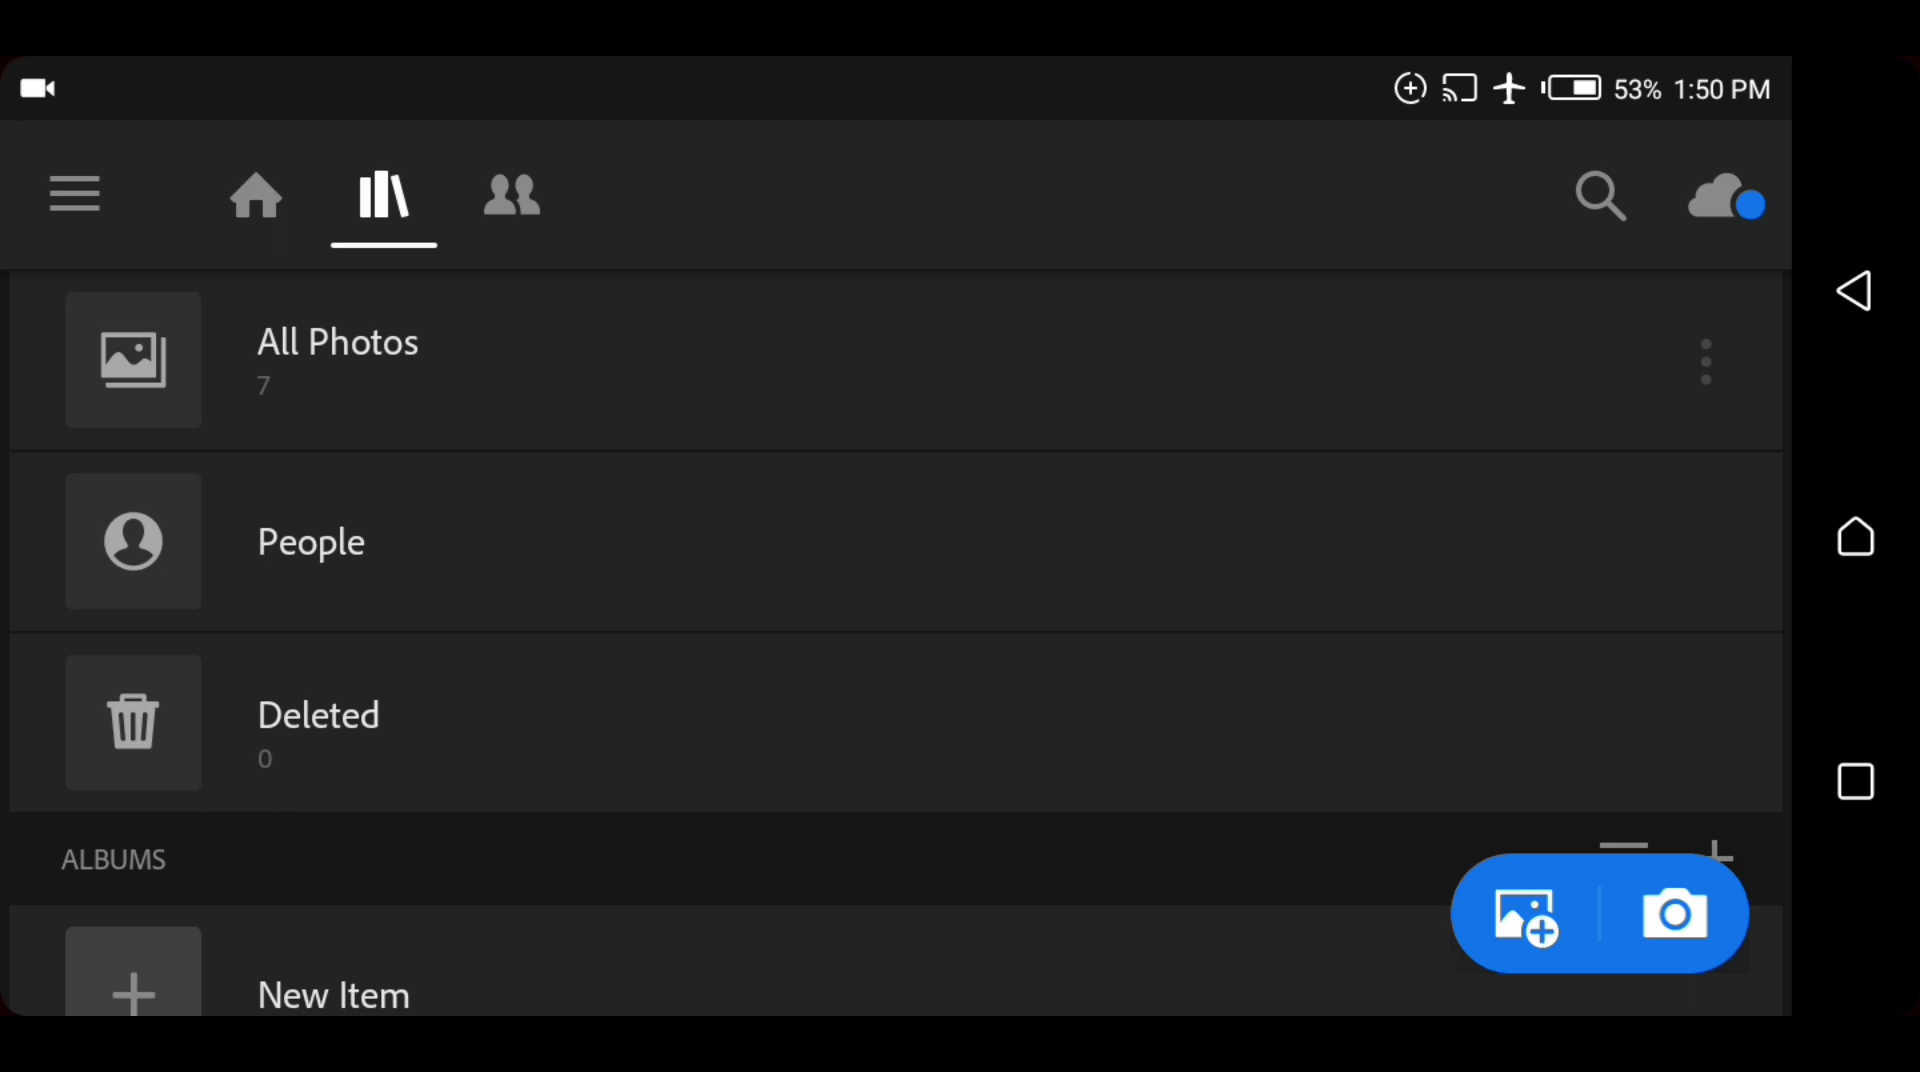 53% 1:50 PM
All Photos
7
People
Deleted
0
ALBUMS
New Item